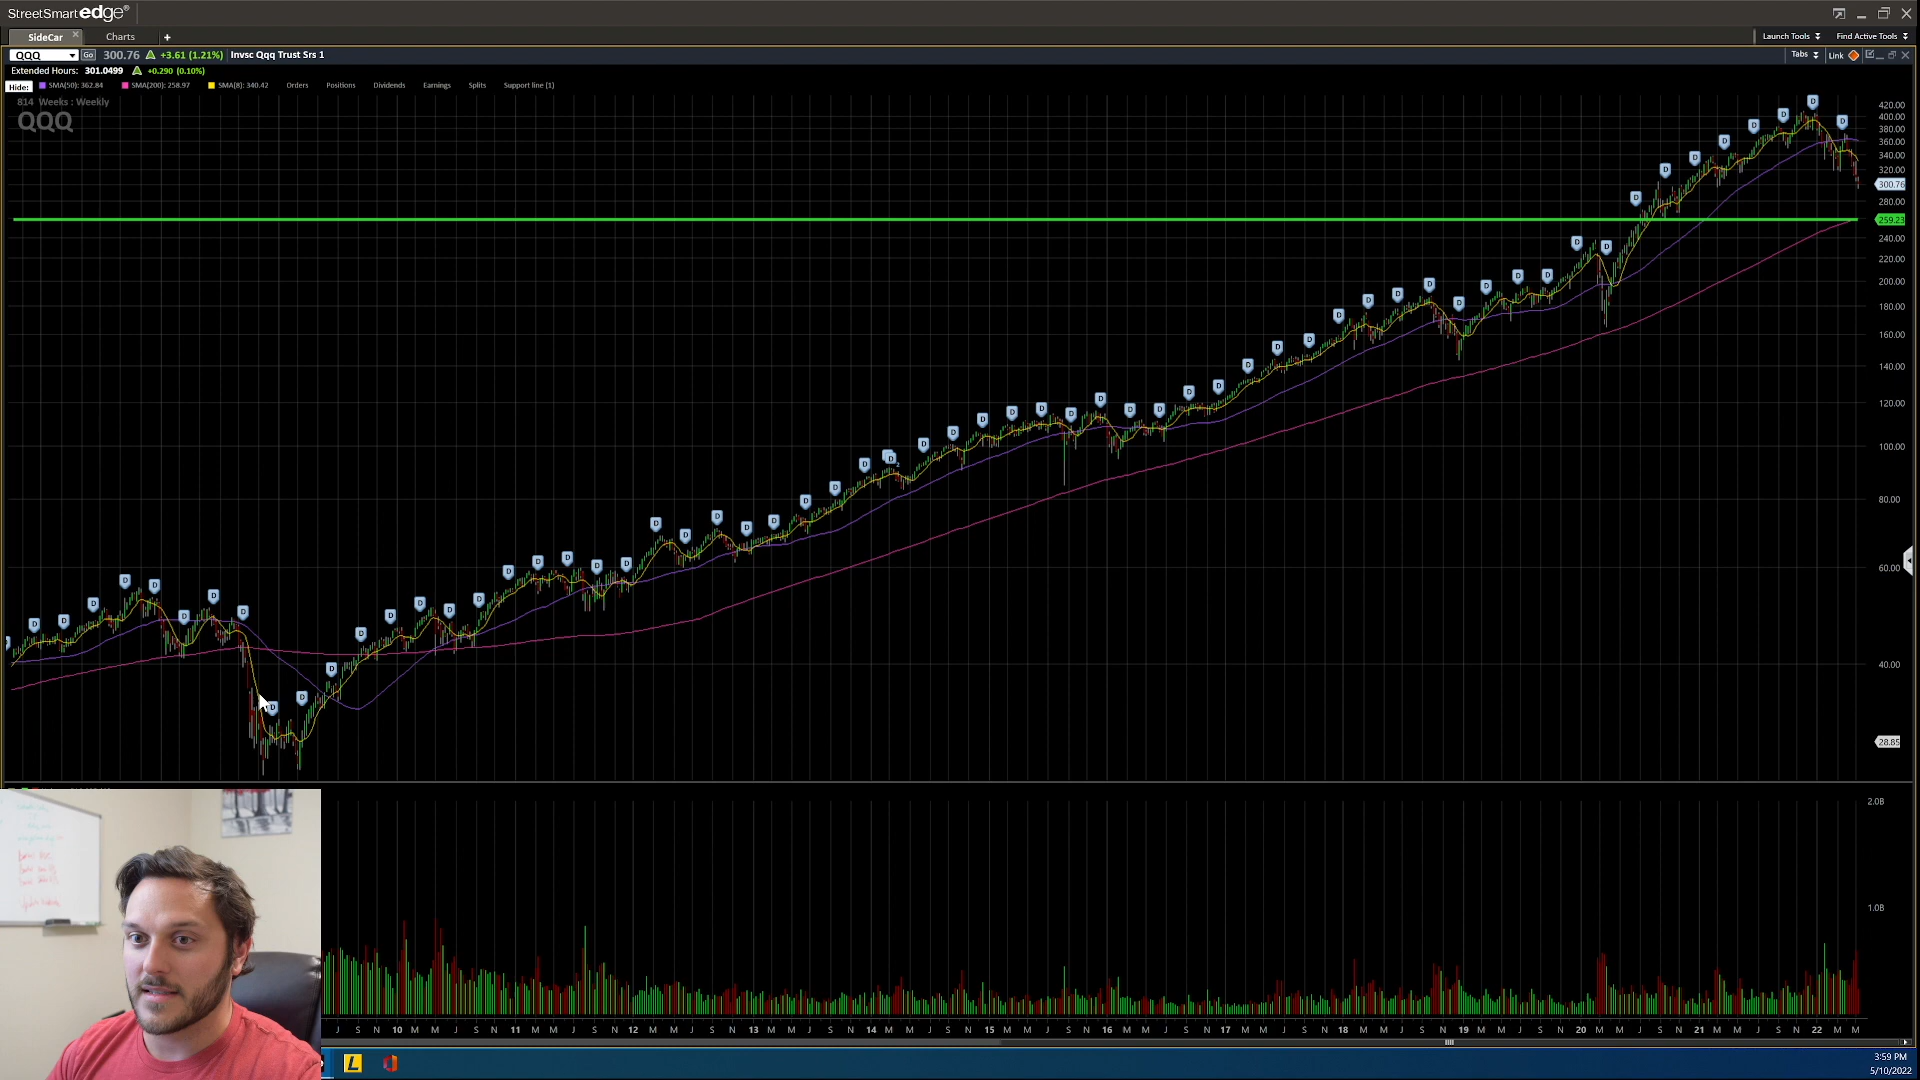 StreetSmart edge®
SideCar × Charts +
Launch Tools Find Active Tools
QQQ Go 300.76 +3.61 (1.21%) Invsc Qqq Trust Srs 1
Tabs Link
Extended Hours: 301.0499 +0.290 (0.10%)
Hide: SMA(50): 362.84 SMA(200): 258.97 SMA(8): 340.42 Orders Positions Dividends Earnings Splits Support line (1)
814 Weeks : Weekly
QQQ
420.00
400.00
380.00
360.00
340.00
320.00
300.76
280.00
259.23
240.00
220.00
200.00
180.00
160.00
140.00
120.00
100.00
80.00
60.00
40.00
28.85
2.0B
1.0B
J S N 10 M M J S N 11 M M J S N 12 M M J S N 13 M M J S N 14 M M J S N 15 M M J S N 16 M M J S N 17 M M J S N 18 M M J S N 19 M M J S N 20 M M J S N 21 M M J S N 22 M M
L
3:59 PM
5/10/2022